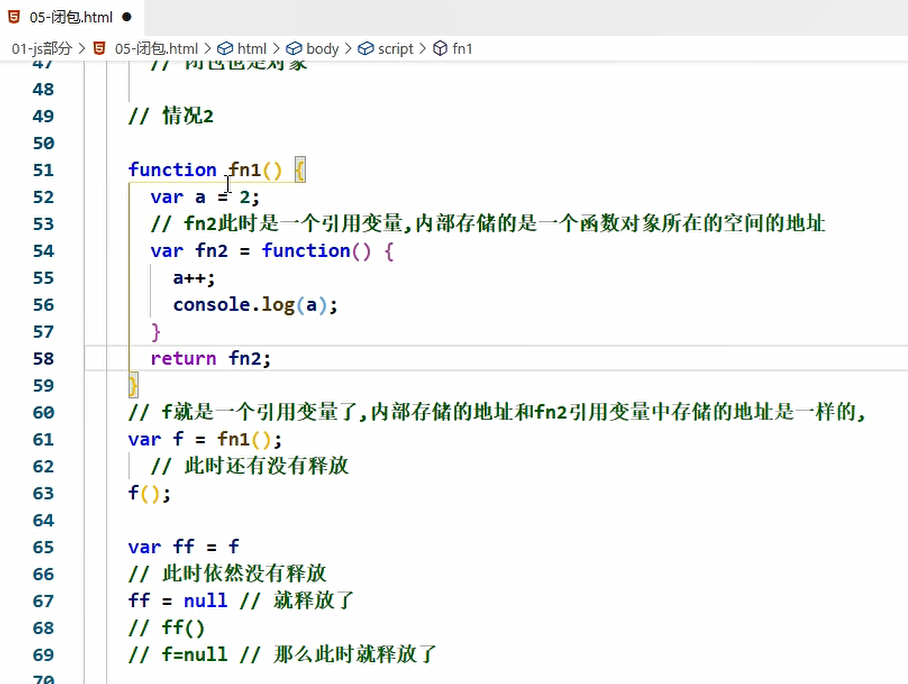 05-闭包.html
01-js部分 > 05-闭包.html > html > body > script > fn1
47 // 闭包也是对象
48
49 // 情况2
50
51 function fn1() {
52 var a = 2;
53 // fn2此时是一个引用变量,内部存储的是一个函数对象所在的空间的地址
54 var fn2 = function() {
55 a++;
56 console.log(a);
57 }
58 return fn2;
59 }
60 // f就是一个引用变量了,内部存储的地址和fn2引用变量中存储的地址是一样的,
61 var f = fn1();
62 // 此时还有没有释放
63 f();
64
65 var ff = f
66 // 此时依然没有释放
67 ff = null // 就释放了
68 // ff()
69 // f=null // 那么此时就释放了
70